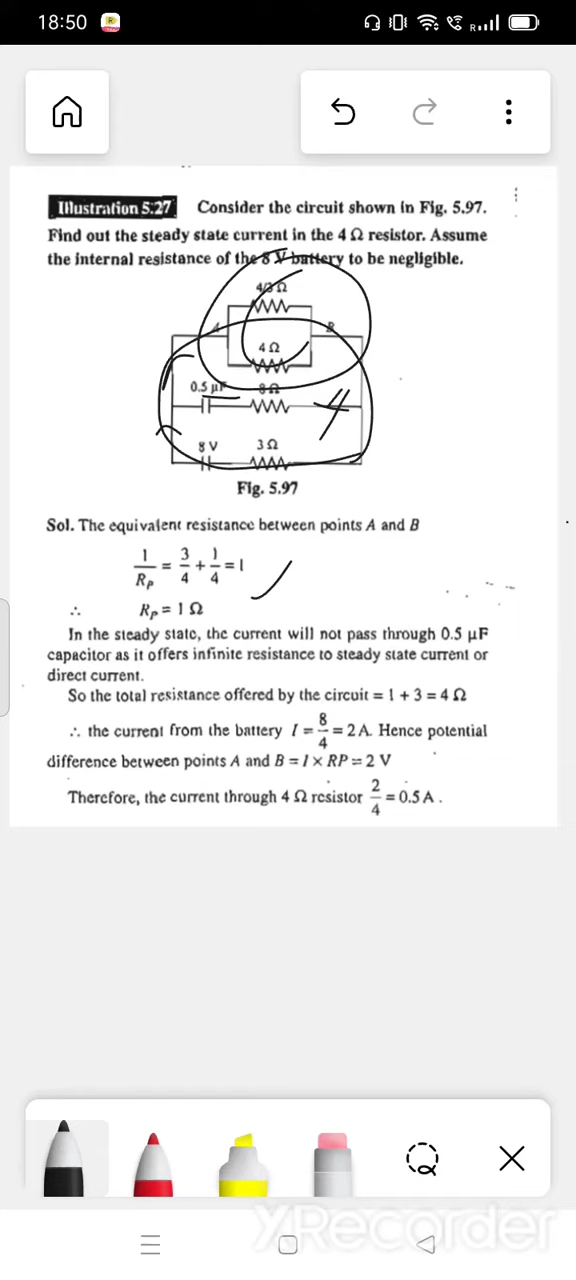 18:50
Illustration 5.27 Consider the circuit shown in Fig. 5.97.
Find out the steady state current in the 4 Ω resistor. Assume
the internal resistance of the 8 V battery to be negligible.
4/3 Ω
A B
4 Ω
0.5 μF 8 Ω 4
8 V 3 Ω
Fig. 5.97
Sol. The equivalent resistance between points A and B
1/R_P = 3/4 + 1/4 = 1
∴ R_P = 1 Ω
In the steady state, the current will not pass through 0.5 μF
capacitor as it offers infinite resistance to steady state current or
direct current.
So the total resistance offered by the circuit = 1 + 3 = 4 Ω
∴ the current from the battery I = 8/4 = 2 A. Hence potential
difference between points A and B = I × RP = 2 V
Therefore, the current through 4 Ω resistor 2/4 = 0.5 A .
XRecorder